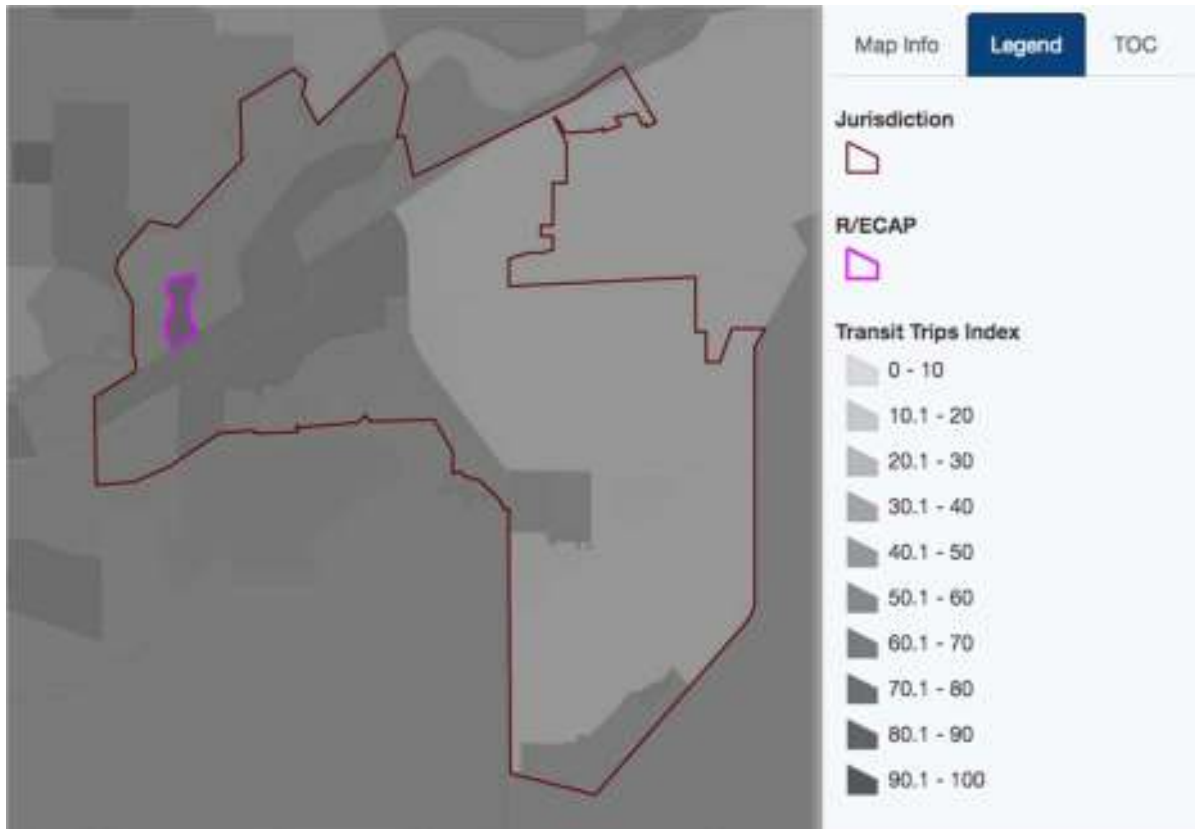 Map Info Legend TOC
Jurisdiction
R/ECAP
Transit Trips Index
0 - 10
10.1 - 20
20.1 - 30
30.1 - 40
40.1 - 50
50.1 - 60
60.1 - 70
70.1 - 80
80.1 - 90
90.1 - 100